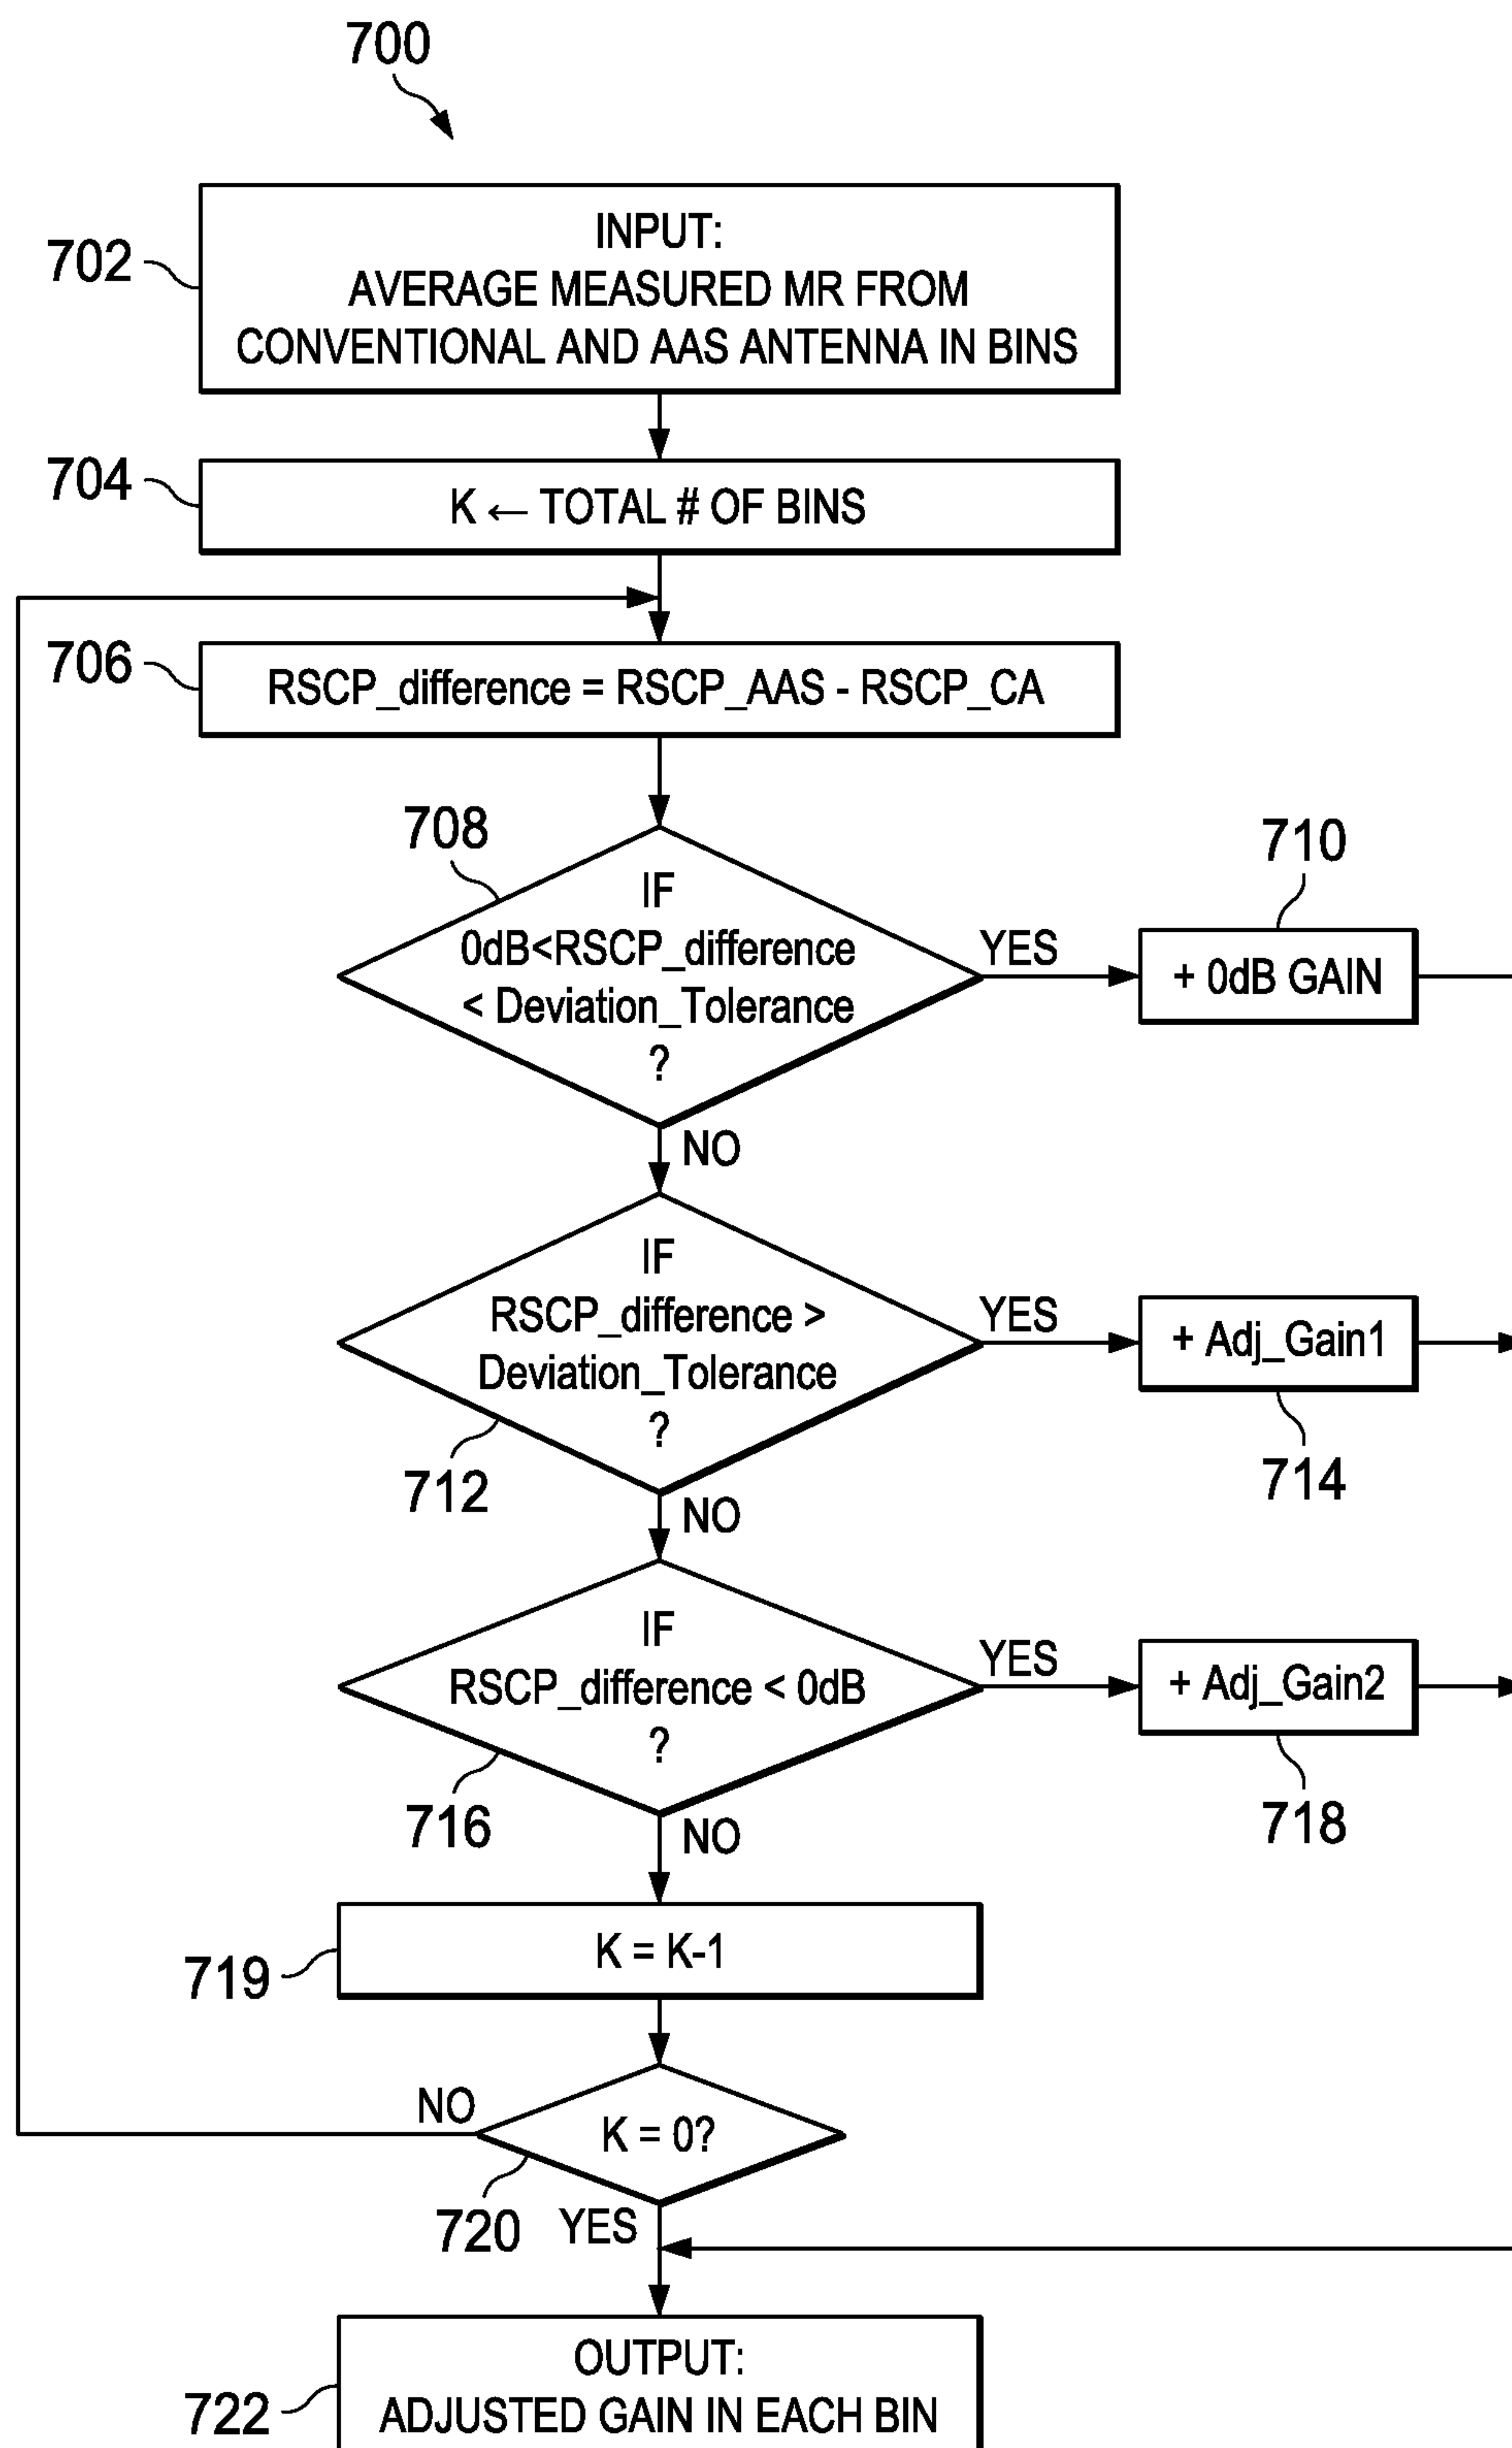 700
702
INPUT:
AVERAGE MEASURED MR FROM
CONVENTIONAL AND AAS ANTENNA IN BINS
704
K ← TOTAL # OF BINS
706
RSCP_difference = RSCP_AAS - RSCP_CA
708
IF
0dB<RSCP_difference
< Deviation_Tolerance
?
YES
710
+ 0dB GAIN
NO
IF
RSCP_difference >
Deviation_Tolerance
?
712
YES
+ Adj_Gain1
714
NO
IF
RSCP_difference < 0dB
?
716
YES
+ Adj_Gain2
718
NO
719
K = K-1
NO
K = 0?
720
YES
722
OUTPUT:
ADJUSTED GAIN IN EACH BIN